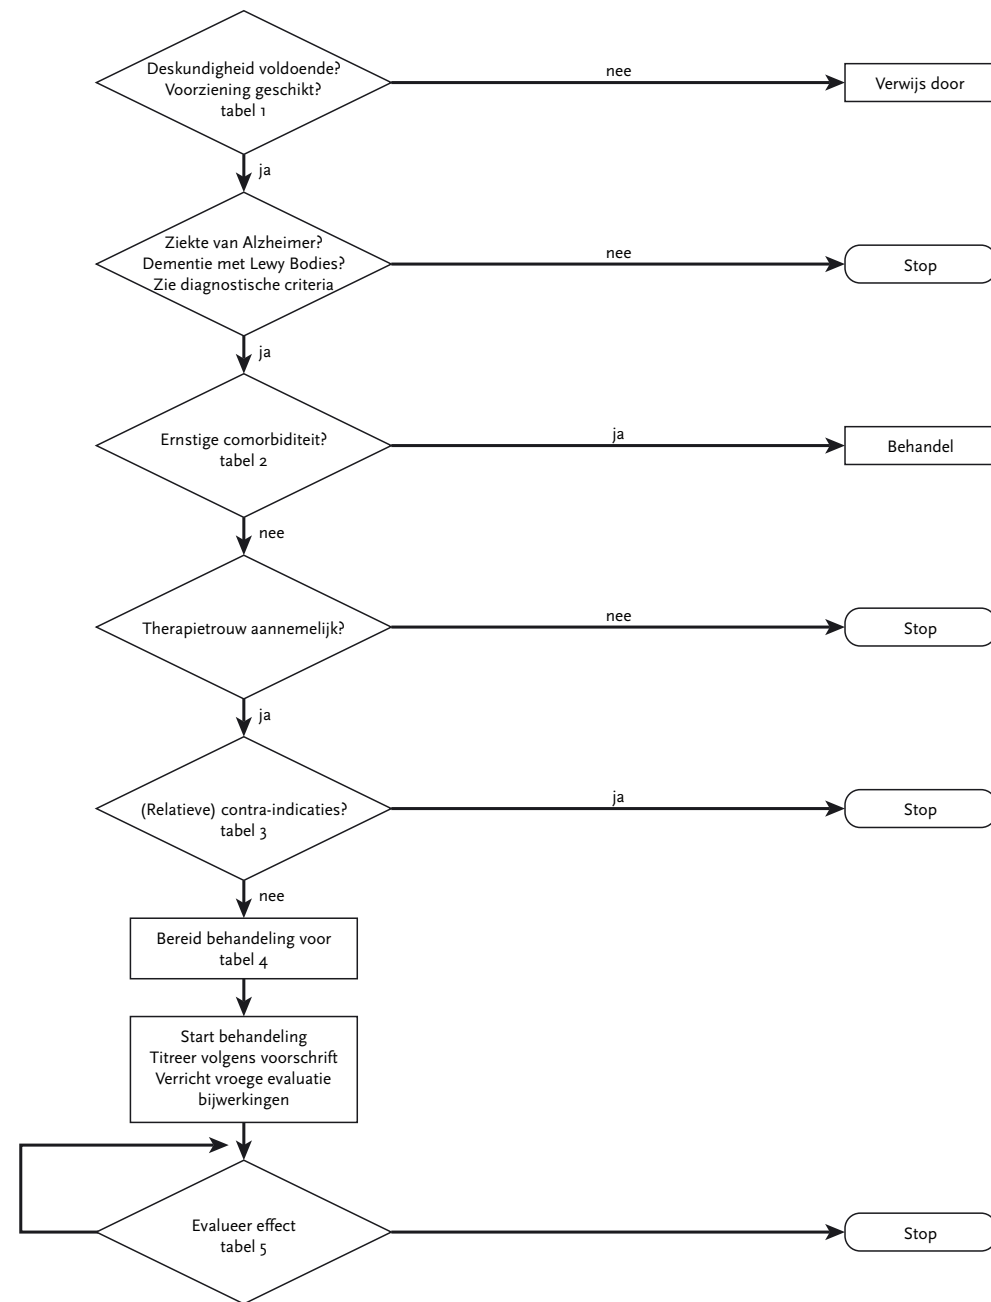 Deskundigheid voldoende?
Voorziening geschikt?
tabel 1
nee
Verwijs door
ja
Ziekte van Alzheimer?
Dementie met Lewy Bodies?
Zie diagnostische criteria
nee
Stop
ja
Ernstige comorbiditeit?
tabel 2
ja
Behandel
nee
Therapietrouw aannemelijk?
nee
Stop
ja
(Relatieve) contra-indicaties?
tabel 3
ja
Stop
nee
Bereid behandeling voor
tabel 4
Start behandeling
Titreer volgens voorschrift
Verricht vroege evaluatie
bijwerkingen
Evalueer effect
tabel 5
Stop